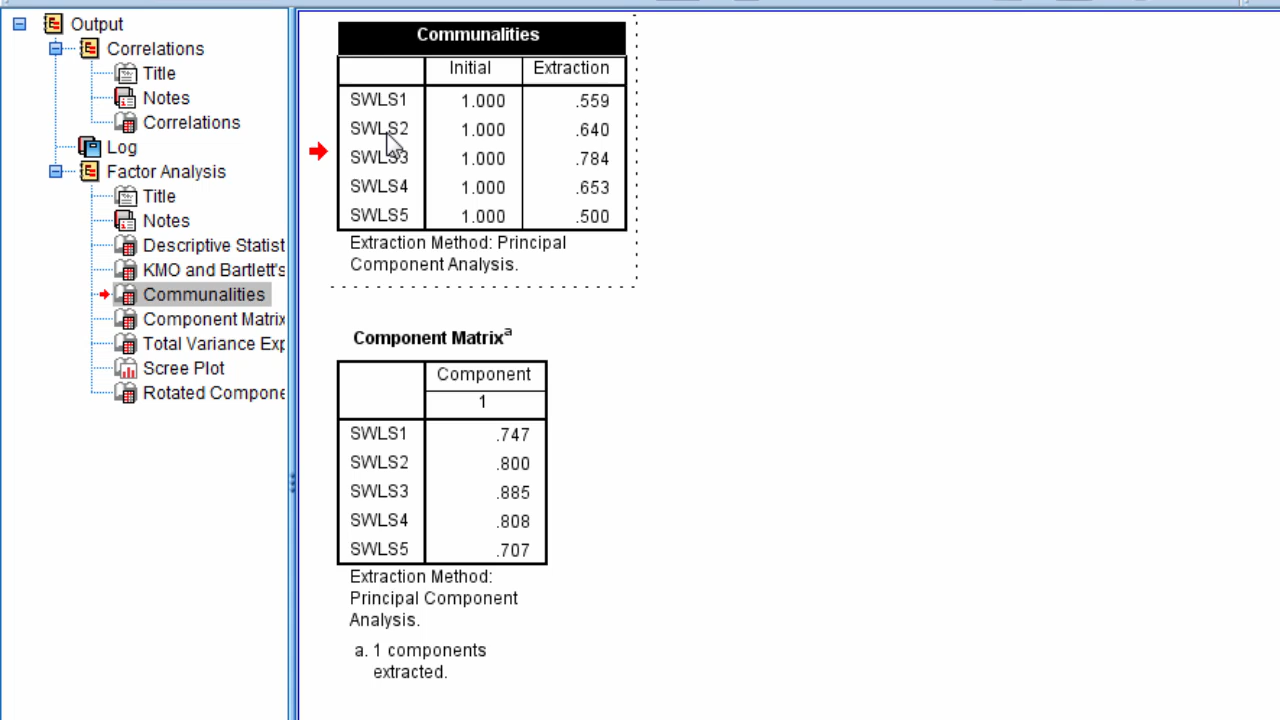 Output
Correlations
Title
Notes
Correlations
Log
Factor Analysis
Title
Notes
Descriptive Statist
KMO and Bartlett's
Communalities
Component Matrix
Total Variance Exp
Scree Plot
Rotated Compone
Communalities
Initial Extraction
SWLS1 1.000 .559
SWLS2 1.000 .640
SWLS3 1.000 .784
SWLS4 1.000 .653
SWLS5 1.000 .500
Extraction Method: Principal
Component Analysis.
Component Matrixa
Component
1
SWLS1 .747
SWLS2 .800
SWLS3 .885
SWLS4 .808
SWLS5 .707
Extraction Method:
Principal Component
Analysis.
a. 1 components
extracted.